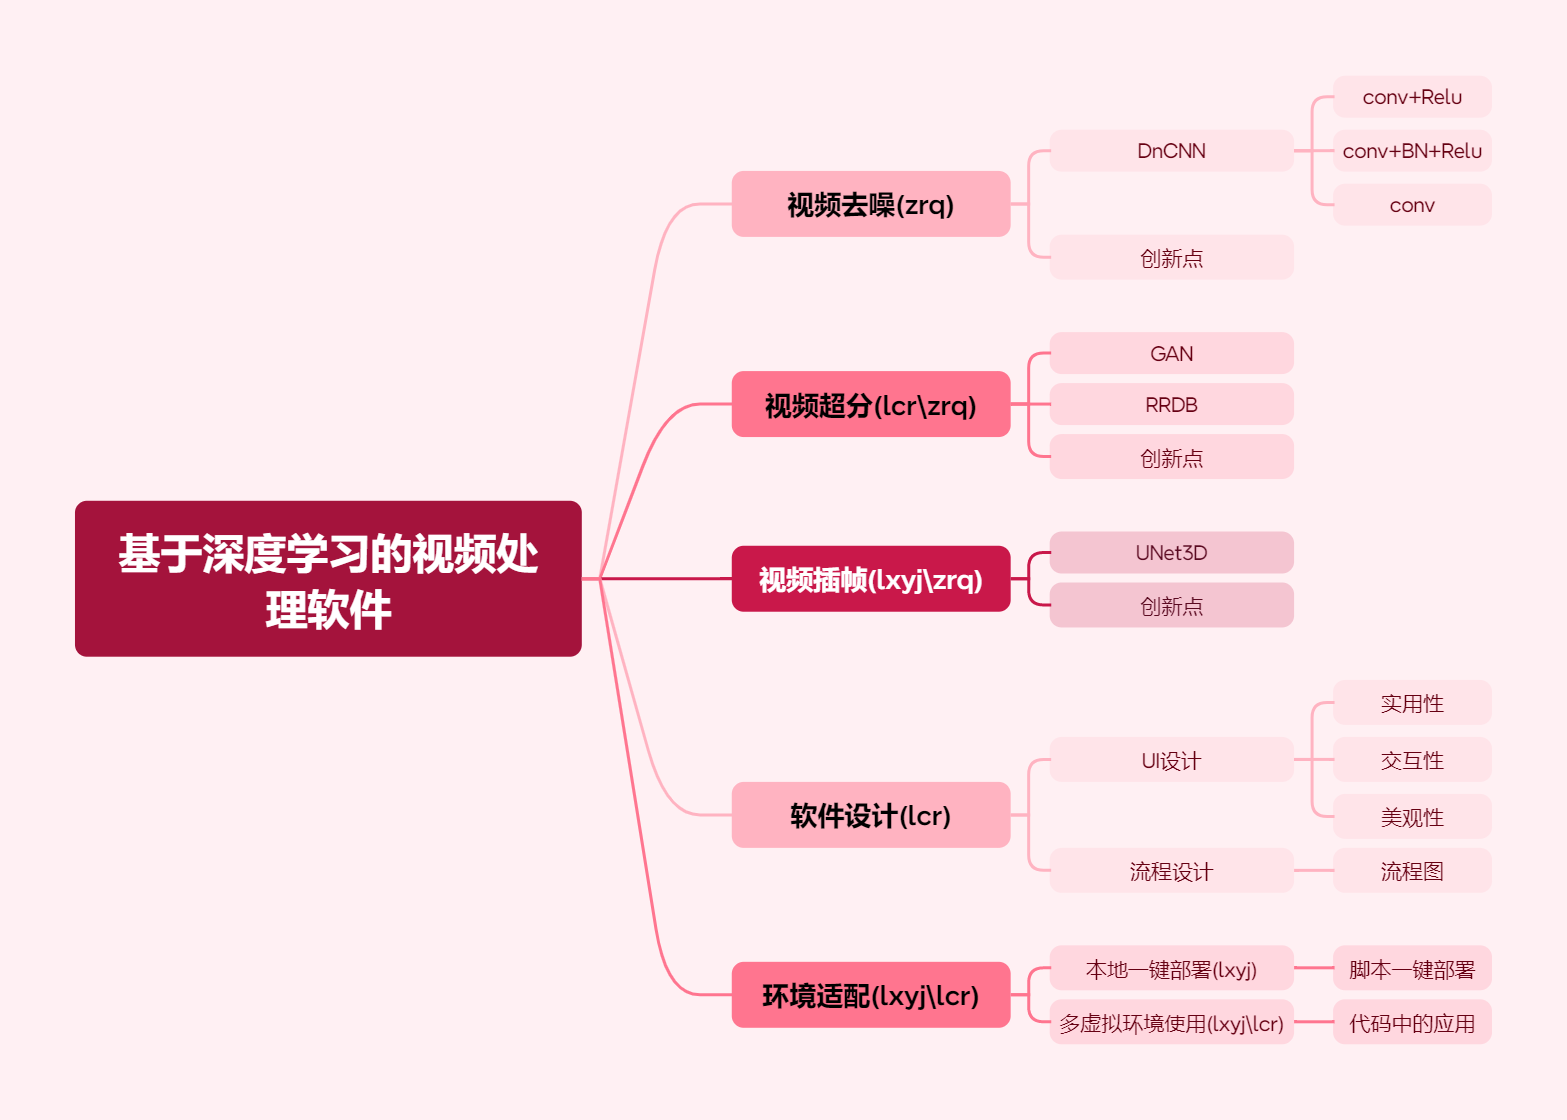 基于深度学习的视频处
理软件
视频去噪(zrq)
DnCNN
conv+Relu
conv+BN+Relu
conv
创新点
视频超分(lcr\zrq)
GAN
RRDB
创新点
视频插帧(lxyj\zrq)
UNet3D
创新点
软件设计(lcr)
UI设计
实用性
交互性
美观性
流程设计
流程图
环境适配(lxyj\lcr)
本地一键部署(lxyj)
脚本一键部署
多虚拟环境使用(lxyj\lcr)
代码中的应用